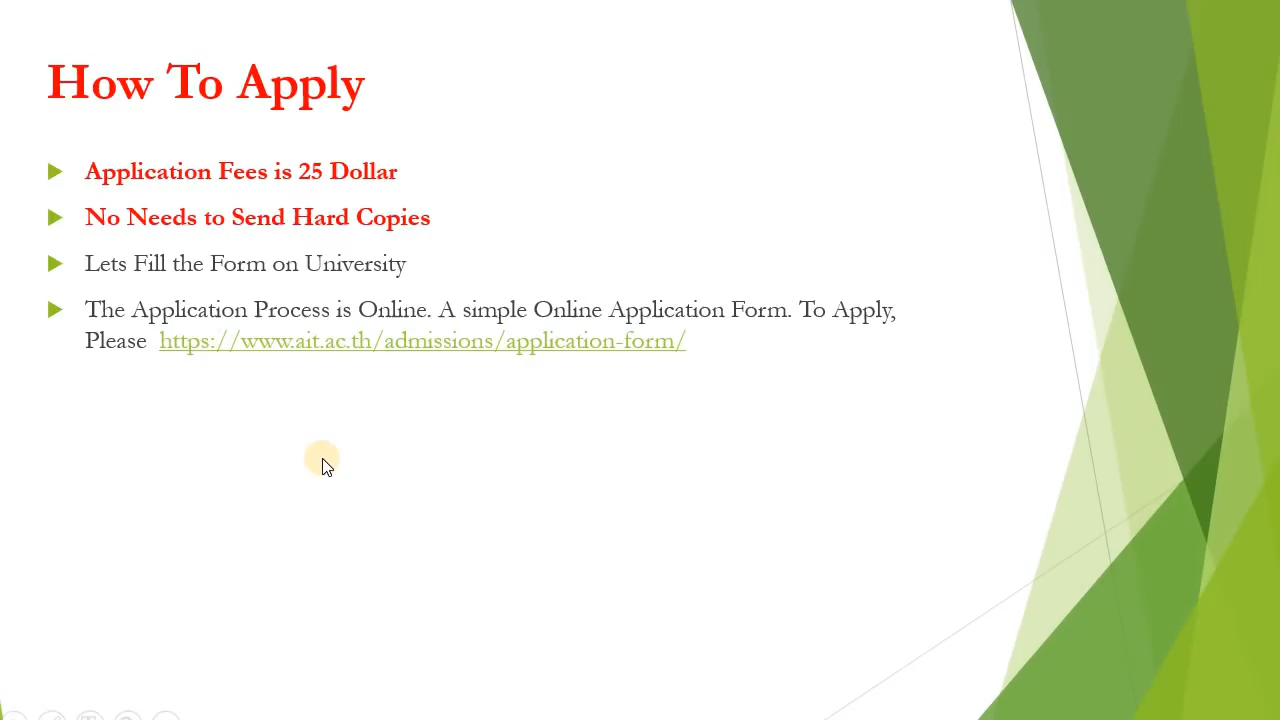 How To Apply
Application Fees is 25 Dollar
No Needs to Send Hard Copies
Lets Fill the Form on University
The Application Process is Online. A simple Online Application Form. To Apply,
Please https://www.ait.ac.th/admissions/application-form/